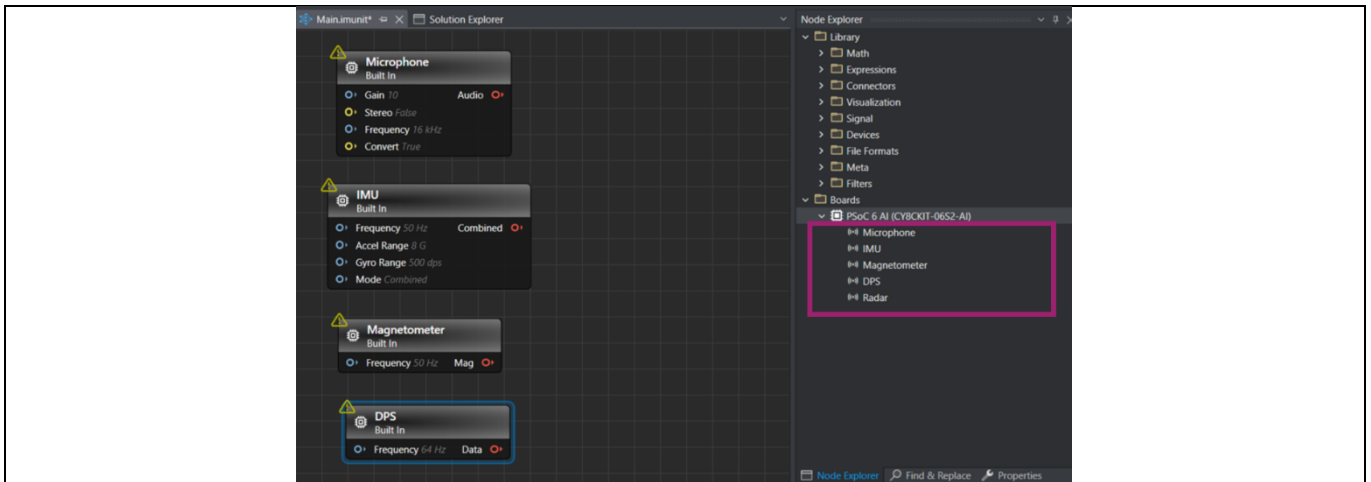 Main.imunit*
Solution Explorer
Microphone
Built In
Gain 10 Audio
Stereo False
Frequency 16 kHz
Convert True
IMU
Built In
Frequency 50 Hz Combined
Accel Range 8 G
Gyro Range 500 dps
Mode Combined
Magnetometer
Built In
Frequency 50 Hz Mag
DPS
Built In
Frequency 64 Hz Data
Node Explorer
Library
Math
Expressions
Connectors
Visualization
Signal
Devices
File Formats
Meta
Filters
Boards
PSoC 6 AI (CY8CKIT-06S2-AI)
Microphone
IMU
Magnetometer
DPS
Radar
Node Explorer Find & Replace Properties